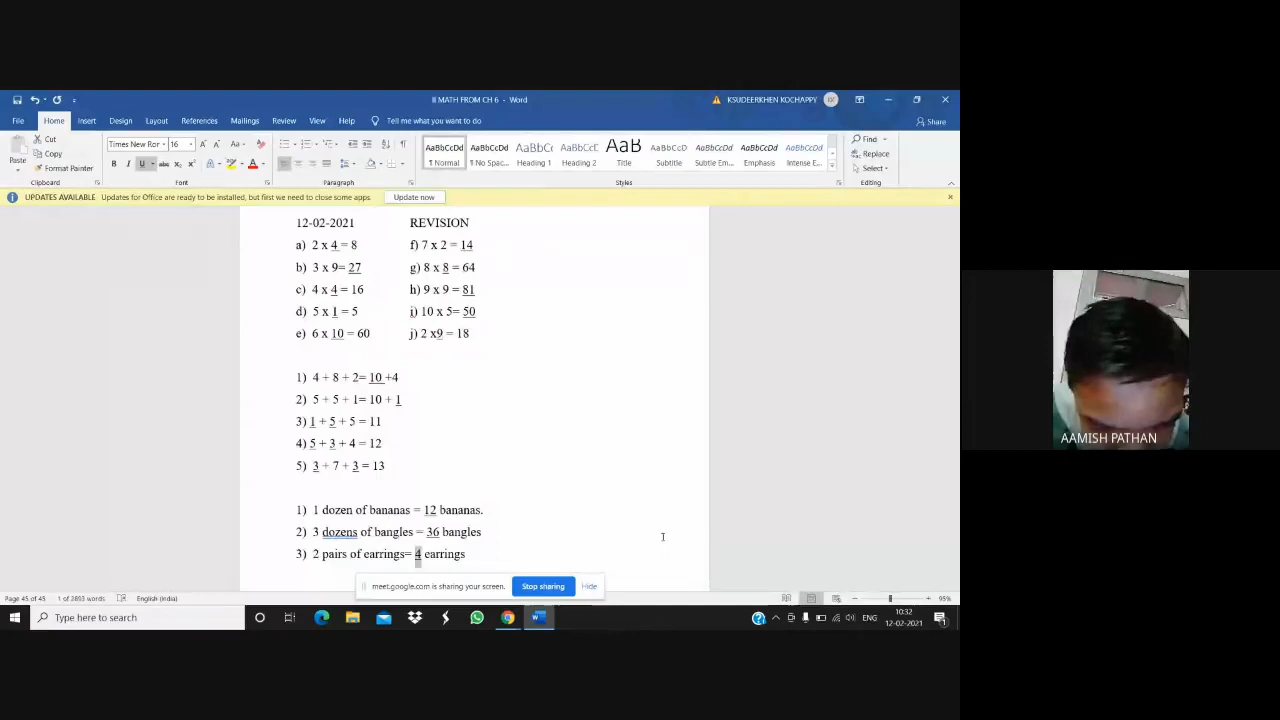 II MATH FROM CH 6 - Word
KSUDEERKHEN KOCHAPPY KK
File Home Insert Design Layout References Mailings Review View Help Tell me what you want to do Share
Paste Cut Copy Format Painter
Times New Ror 16
AaBbCcDd AaBbCcDd AaBbCc AaBbCcE AaB AaBbCcD AaBbCcDd AaBbCcDd AaBbCcDd
¶ Normal ¶ No Spac... Heading 1 Heading 2 Title Subtitle Subtle Em... Emphasis Intense E...
Find Replace Select
Clipboard Font Paragraph Styles Editing
UPDATES AVAILABLE Updates for Office are ready to be installed, but first we need to close some apps. Update now
12-02-2021 REVISION
a) 2 x 4 = 8 f) 7 x 2 = 14
b) 3 x 9= 27 g) 8 x 8 = 64
c) 4 x 4 = 16 h) 9 x 9 = 81
d) 5 x 1 = 5 i) 10 x 5= 50
e) 6 x 10 = 60 j) 2 x9 = 18
1) 4 + 8 + 2= 10 +4
2) 5 + 5 + 1= 10 + 1
3) 1 + 5 + 5 = 11
4) 5 + 3 + 4 = 12
5) 3 + 7 + 3 = 13
1) 1 dozen of bananas = 12 bananas.
2) 3 dozens of bangles = 36 bangles
3) 2 pairs of earrings= 4 earrings
meet.google.com is sharing your screen. Stop sharing Hide
Page 45 of 45 1 of 2893 words English (India) 95%
Type here to search
ENG 10:32
12-02-2021
AAMISH PATHAN